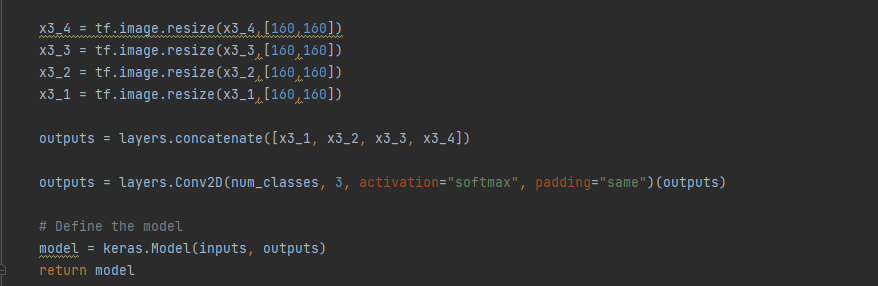 x3_4 = tf.image.resize(x3_4,[160,160])
x3_3 = tf.image.resize(x3_3,[160,160])
x3_2 = tf.image.resize(x3_2,[160,160])
x3_1 = tf.image.resize(x3_1,[160,160])
outputs = layers.concatenate([x3_1, x3_2, x3_3, x3_4])
outputs = layers.Conv2D(num_classes, 3, activation="softmax", padding="same")(outputs)
# Define the model
model = keras.Model(inputs, outputs)
return model